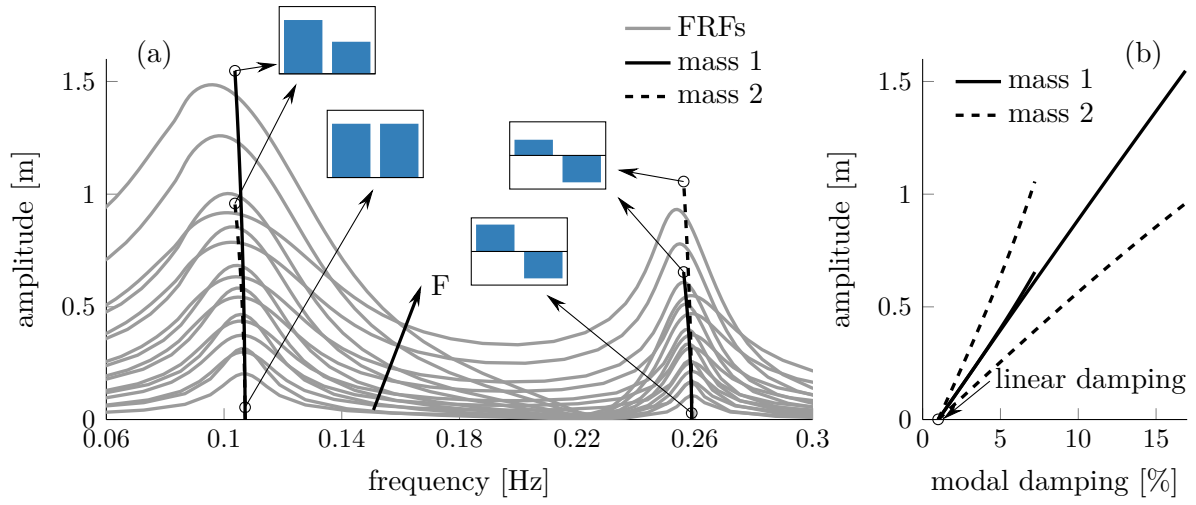 (a)
FRFs
mass 1
mass 2
F
amplitude [m]
1.5
1
0.5
0
0.06
0.1
0.14
0.18
0.22
0.26
0.3
frequency [Hz]
(b)
mass 1
mass 2
linear damping
amplitude [m]
1.5
1
0.5
0
0
5
10
15
modal damping [%]